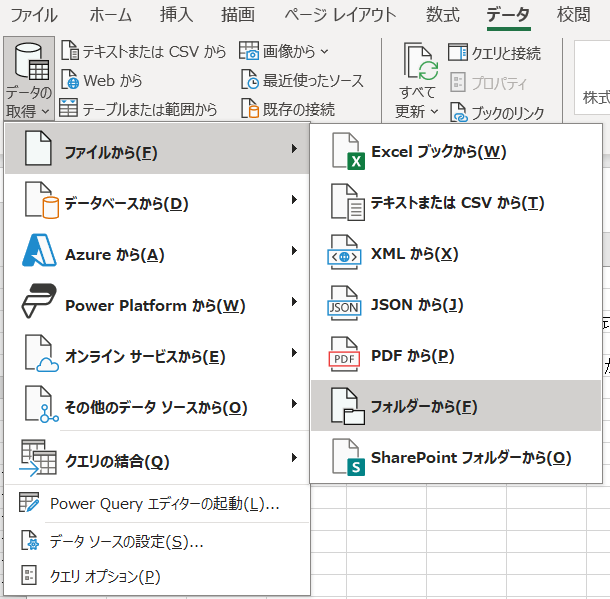 ファイル ホーム 挿入 描画 ページ レイアウト 数式 データ 校閲
データの
取得
テキストまたは CSV から
Web から
テーブルまたは範囲から
画像から
最近使ったソース
既存の接続
すべて
更新
クエリと接続
プロパティ
ブックのリンク
株式
ファイルから(F)
データベースから(D)
Azure から(A)
Power Platform から(W)
オンライン サービスから(E)
その他のデータ ソースから(O)
クエリの結合(Q)
Power Query エディターの起動(L)...
データ ソースの設定(S)...
クエリ オプション(P)
Excel ブックから(W)
テキストまたは CSV から(T)
XML から(X)
JSON
JSON から(J)
PDF
PDF から(P)
フォルダーから(F)
SharePoint フォルダーから(O)